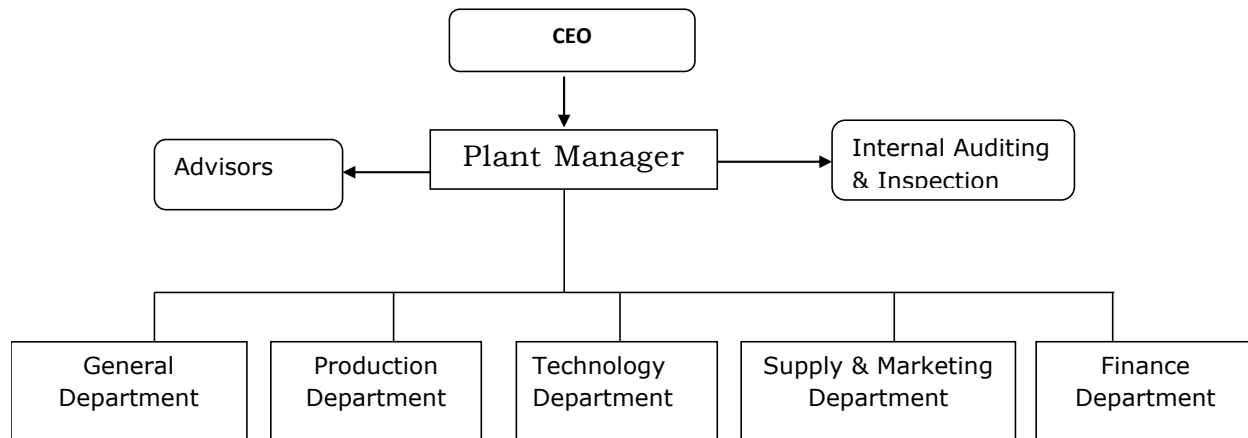 CEO
Plant Manager
Advisors
Internal Auditing
& Inspection
General
Department
Production
Department
Technology
Department
Supply & Marketing
Department
Finance
Department